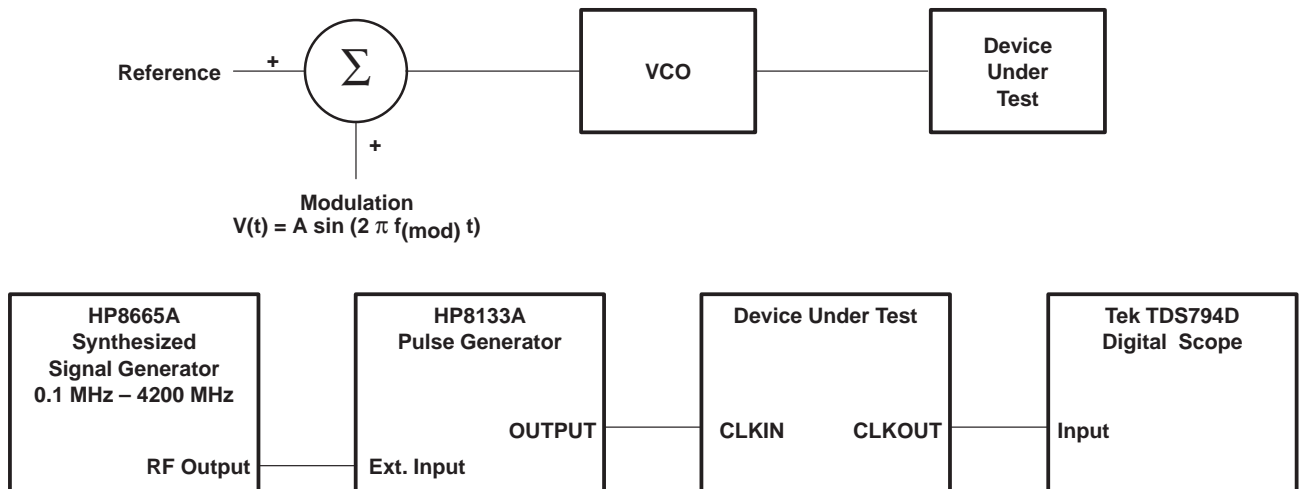 Reference
+
Σ
+
VCO
Device
Under
Test
Modulation
V(t) = A sin (2 π f(mod) t)
HP8665A
Synthesized
Signal Generator
0.1 MHz – 4200 MHz
RF Output
HP8133A
Pulse Generator
OUTPUT
Ext. Input
Device Under Test
CLKIN
CLKOUT
Tek TDS794D
Digital Scope
Input